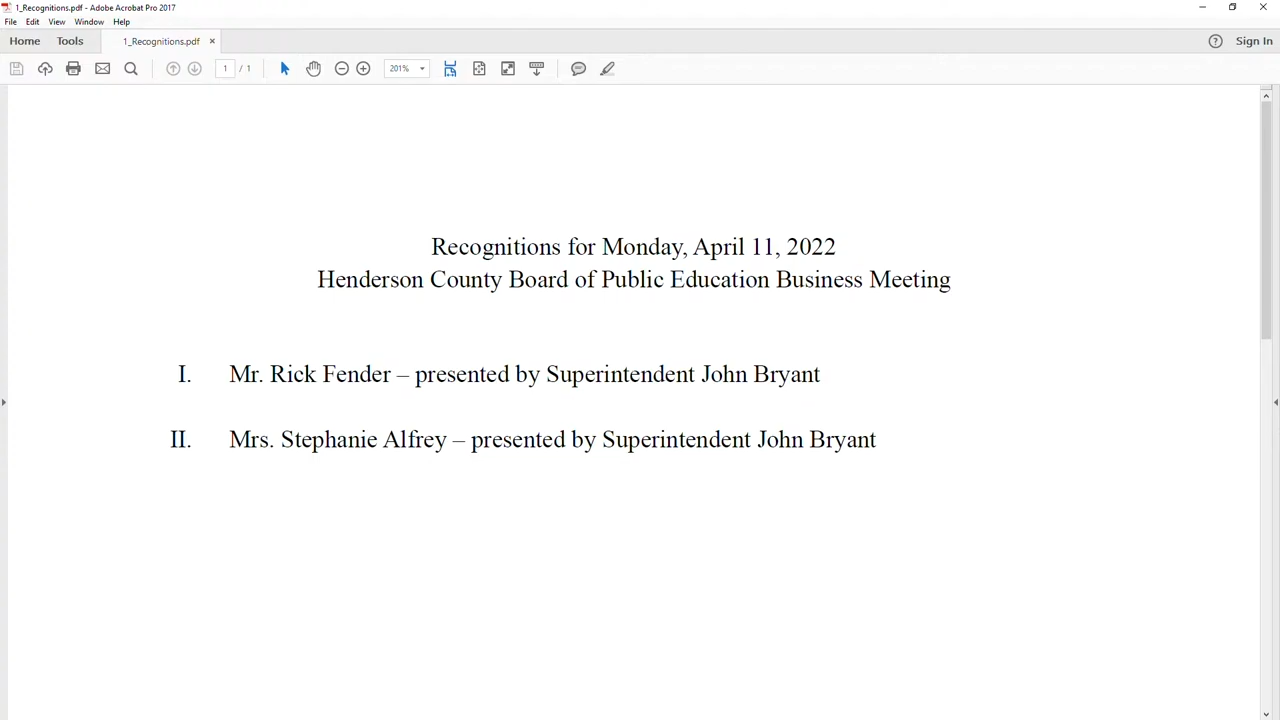 1_Recognitions.pdf - Adobe Acrobat Pro 2017
File Edit View Window Help
Home Tools 1_Recognitions.pdf × ? Sign In
1 / 1 201%
Recognitions for Monday, April 11, 2022
Henderson County Board of Public Education Business Meeting
I. Mr. Rick Fender – presented by Superintendent John Bryant
II. Mrs. Stephanie Alfrey – presented by Superintendent John Bryant